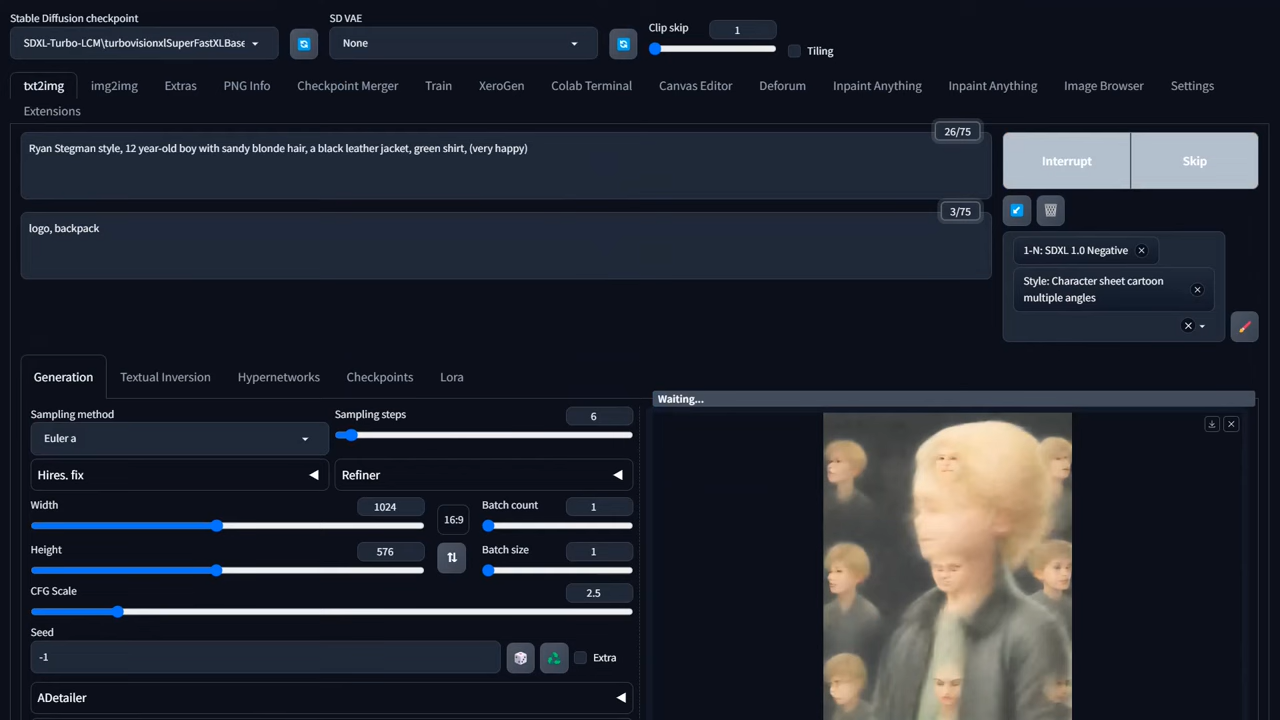 Stable Diffusion checkpoint
SD VAE
Clip skip
1
SDXL-Turbo-LCM\turbovisionxlSuperFastXLBase
None
Tiling
txt2img
img2img
Extras
PNG Info
Checkpoint Merger
Train
XeroGen
Colab Terminal
Canvas Editor
Deforum
Inpaint Anything
Inpaint Anything
Image Browser
Settings
Extensions
26/75
Ryan Stegman style, 12 year-old boy with sandy blonde hair, a black leather jacket, green shirt, (very happy)
Interrupt
Skip
3/75
logo, backpack
1-N: SDXL 1.0 Negative
Style: Character sheet cartoon
multiple angles
Generation
Textual Inversion
Hypernetworks
Checkpoints
Lora
Waiting...
Sampling method
Sampling steps
6
Euler a
Hires. fix
Refiner
Width
1024
16:9
Batch count
1
Height
576
Batch size
1
CFG Scale
2.5
Seed
-1
Extra
ADetailer